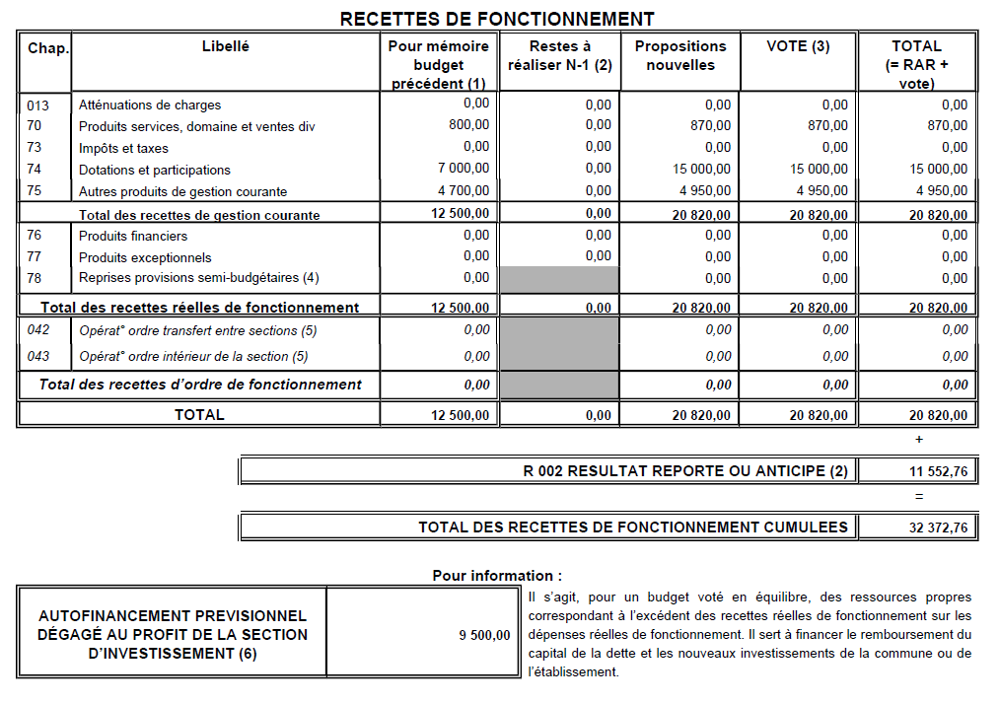 RECETTES DE FONCTIONNEMENT
Chap. Libellé Pour mémoire budget précédent (1) Restes à réaliser N-1 (2) Propositions nouvelles VOTE (3) TOTAL (= RAR + vote)
013 Atténuations de charges 0,00 0,00 0,00 0,00 0,00
70 Produits services, domaine et ventes div 800,00 0,00 870,00 870,00 870,00
73 Impôts et taxes 0,00 0,00 0,00 0,00 0,00
74 Dotations et participations 7 000,00 0,00 15 000,00 15 000,00 15 000,00
75 Autres produits de gestion courante 4 700,00 0,00 4 950,00 4 950,00 4 950,00
Total des recettes de gestion courante 12 500,00 0,00 20 820,00 20 820,00 20 820,00
76 Produits financiers 0,00 0,00 0,00 0,00 0,00
77 Produits exceptionnels 0,00 0,00 0,00 0,00 0,00
78 Reprises provisions semi-budgétaires (4) 0,00 0,00 0,00 0,00
Total des recettes réelles de fonctionnement 12 500,00 0,00 20 820,00 20 820,00 20 820,00
042 Opérat° ordre transfert entre sections (5) 0,00 0,00 0,00 0,00
043 Opérat° ordre intérieur de la section (5) 0,00 0,00 0,00 0,00
Total des recettes d’ordre de fonctionnement 0,00 0,00 0,00 0,00
TOTAL 12 500,00 0,00 20 820,00 20 820,00 20 820,00
+
R 002 RESULTAT REPORTE OU ANTICIPE (2) 11 552,76
=
TOTAL DES RECETTES DE FONCTIONNEMENT CUMULEES 32 372,76
Pour information :
AUTOFINANCEMENT PREVISIONNEL
DÉGAGÉ AU PROFIT DE LA SECTION
D’INVESTISSEMENT (6)
9 500,00
Il s’agit, pour un budget voté en équilibre, des ressources propres
correspondant à l’excédent des recettes réelles de fonctionnement sur les
dépenses réelles de fonctionnement. Il sert à financer le remboursement du
capital de la dette et les nouveaux investissements de la commune ou de
l’établissement.